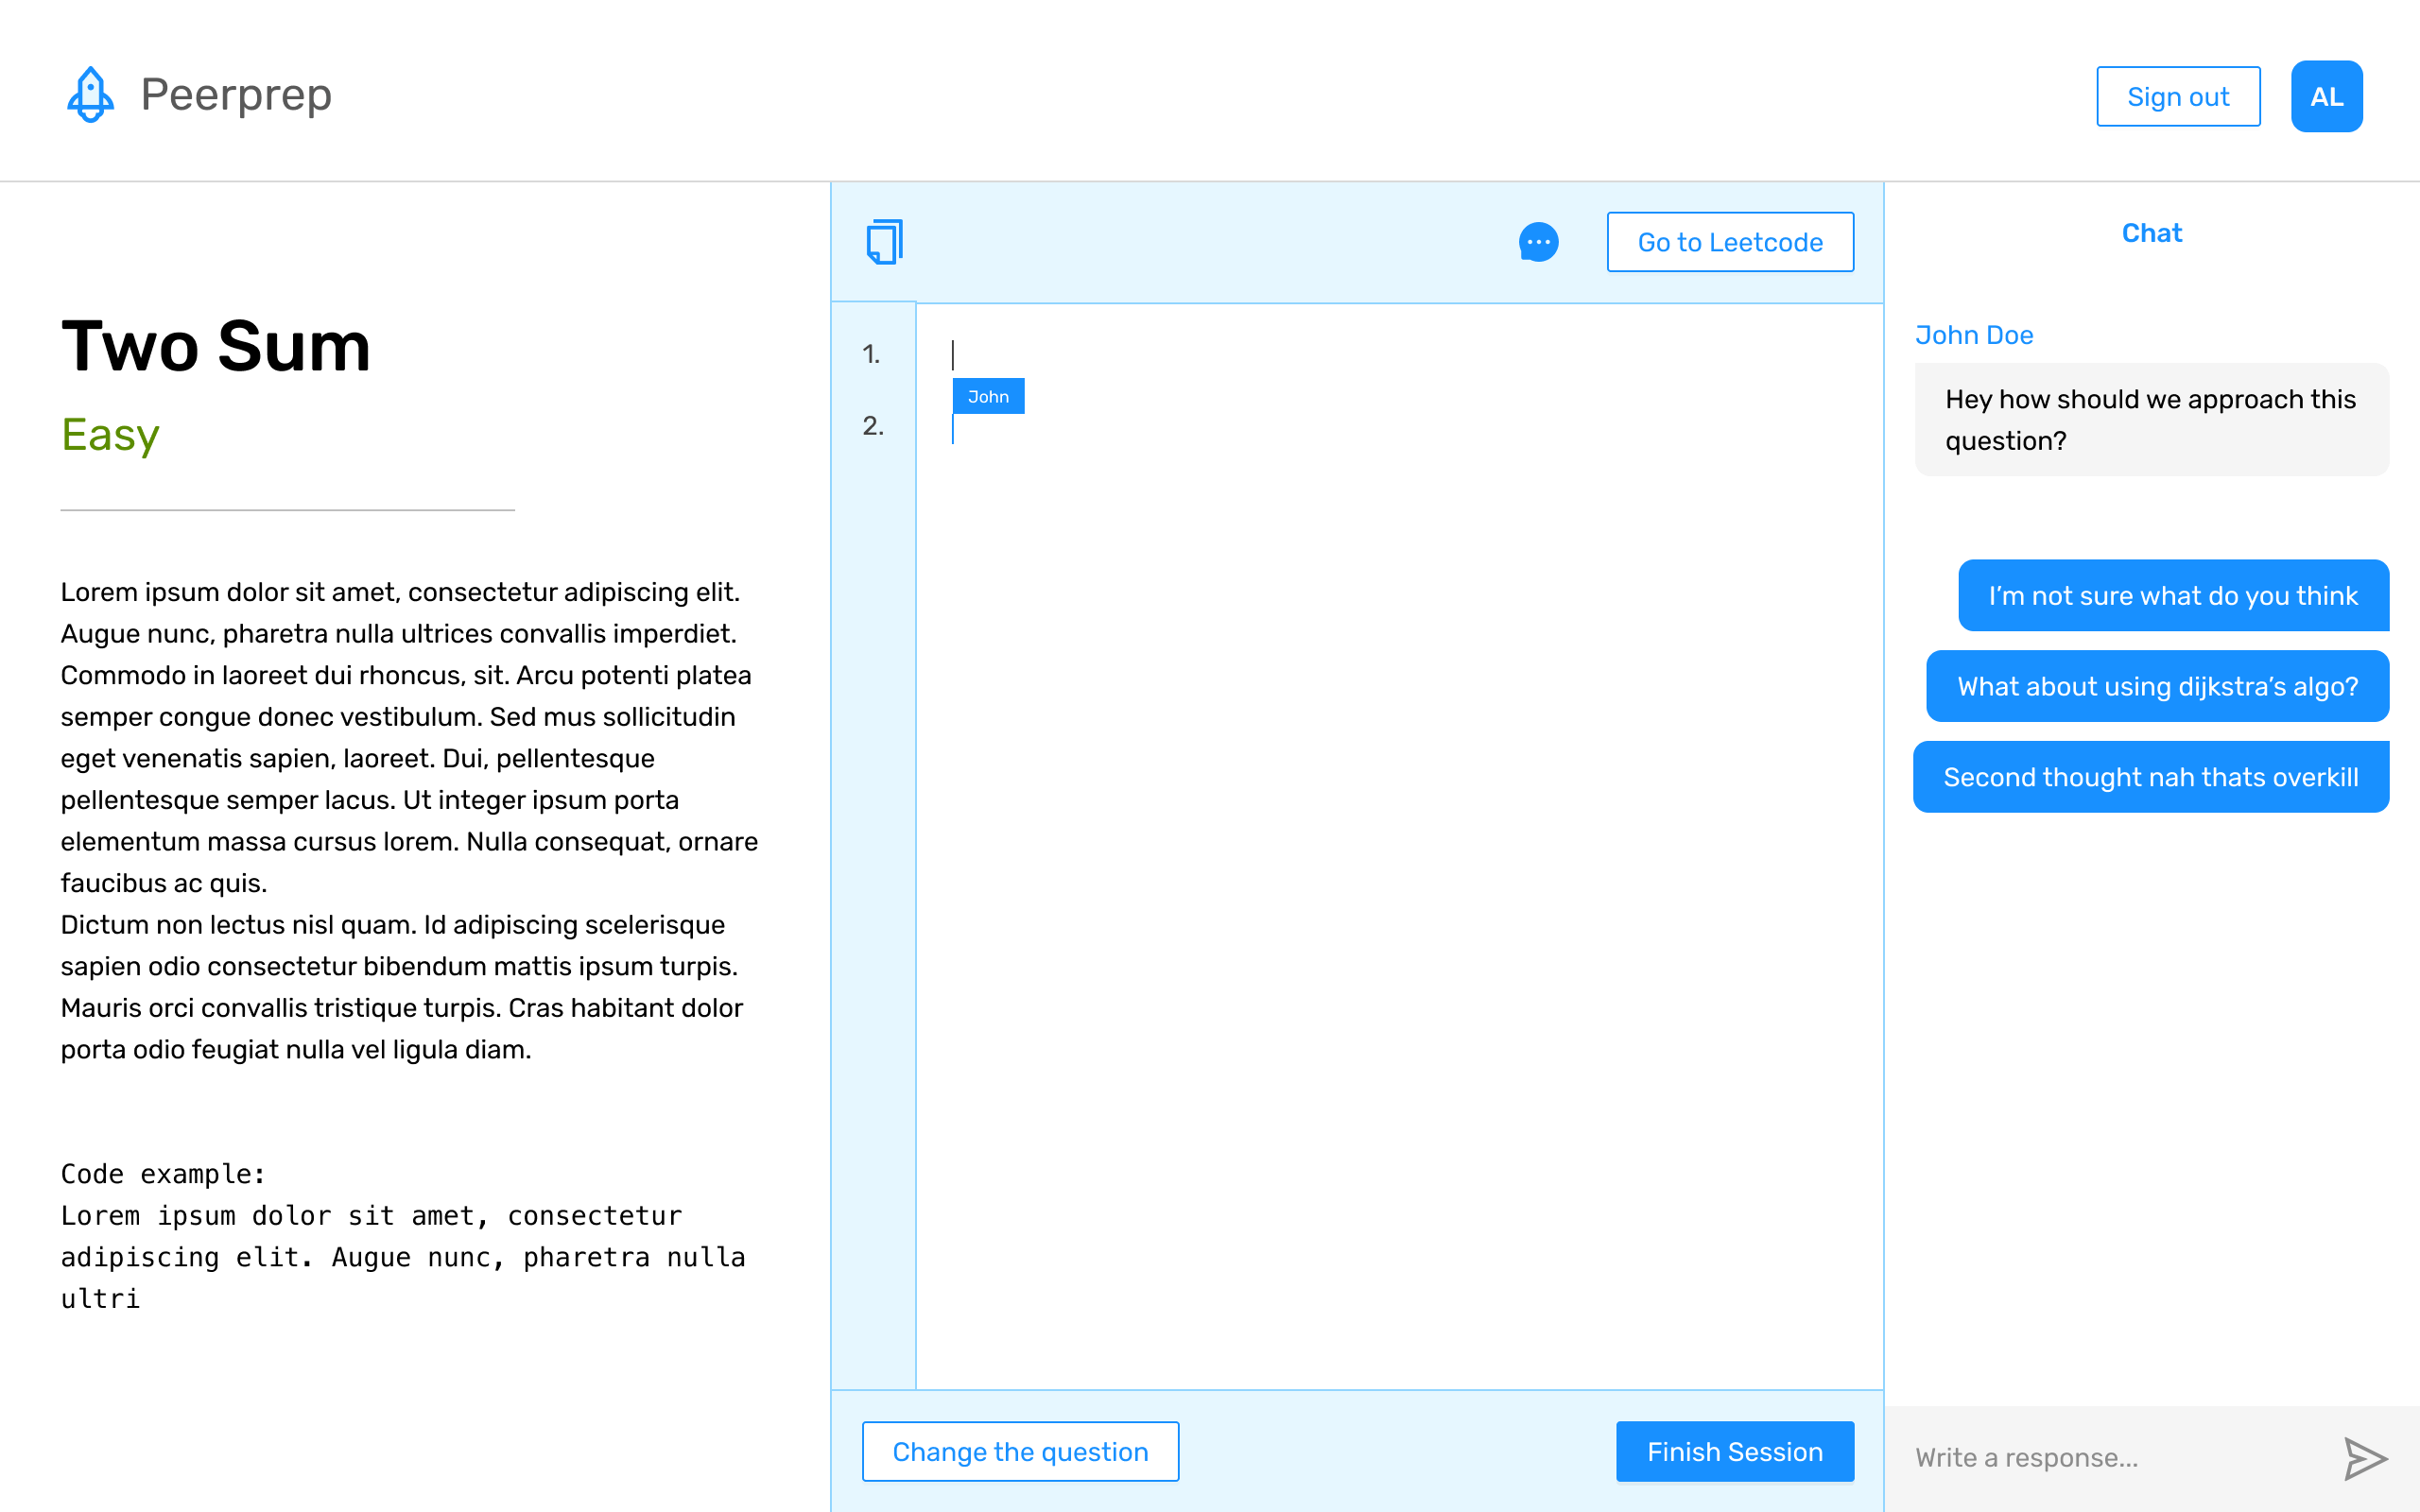 Peerprep
Sign out
AL
Two Sum
Easy
Lorem ipsum dolor sit amet, consectetur adipiscing elit.
Augue nunc, pharetra nulla ultrices convallis imperdiet.
Commodo in laoreet dui rhoncus, sit. Arcu potenti platea
semper congue donec vestibulum. Sed mus sollicitudin
eget venenatis sapien, laoreet. Dui, pellentesque
pellentesque semper lacus. Ut integer ipsum porta
elementum massa cursus lorem. Nulla consequat, ornare
faucibus ac quis.
Dictum non lectus nisl quam. Id adipiscing scelerisque
sapien odio consectetur bibendum mattis ipsum turpis.
Mauris orci convallis tristique turpis. Cras habitant dolor
porta odio feugiat nulla vel ligula diam.
Code example:
Lorem ipsum dolor sit amet, consectetur
adipiscing elit. Augue nunc, pharetra nulla
ultri
Go to Leetcode
1.
John
2.
Change the question
Finish Session
Chat
John Doe
Hey how should we approach this
question?
I’m not sure what do you think
What about using dijkstra’s algo?
Second thought nah thats overkill
Write a response...